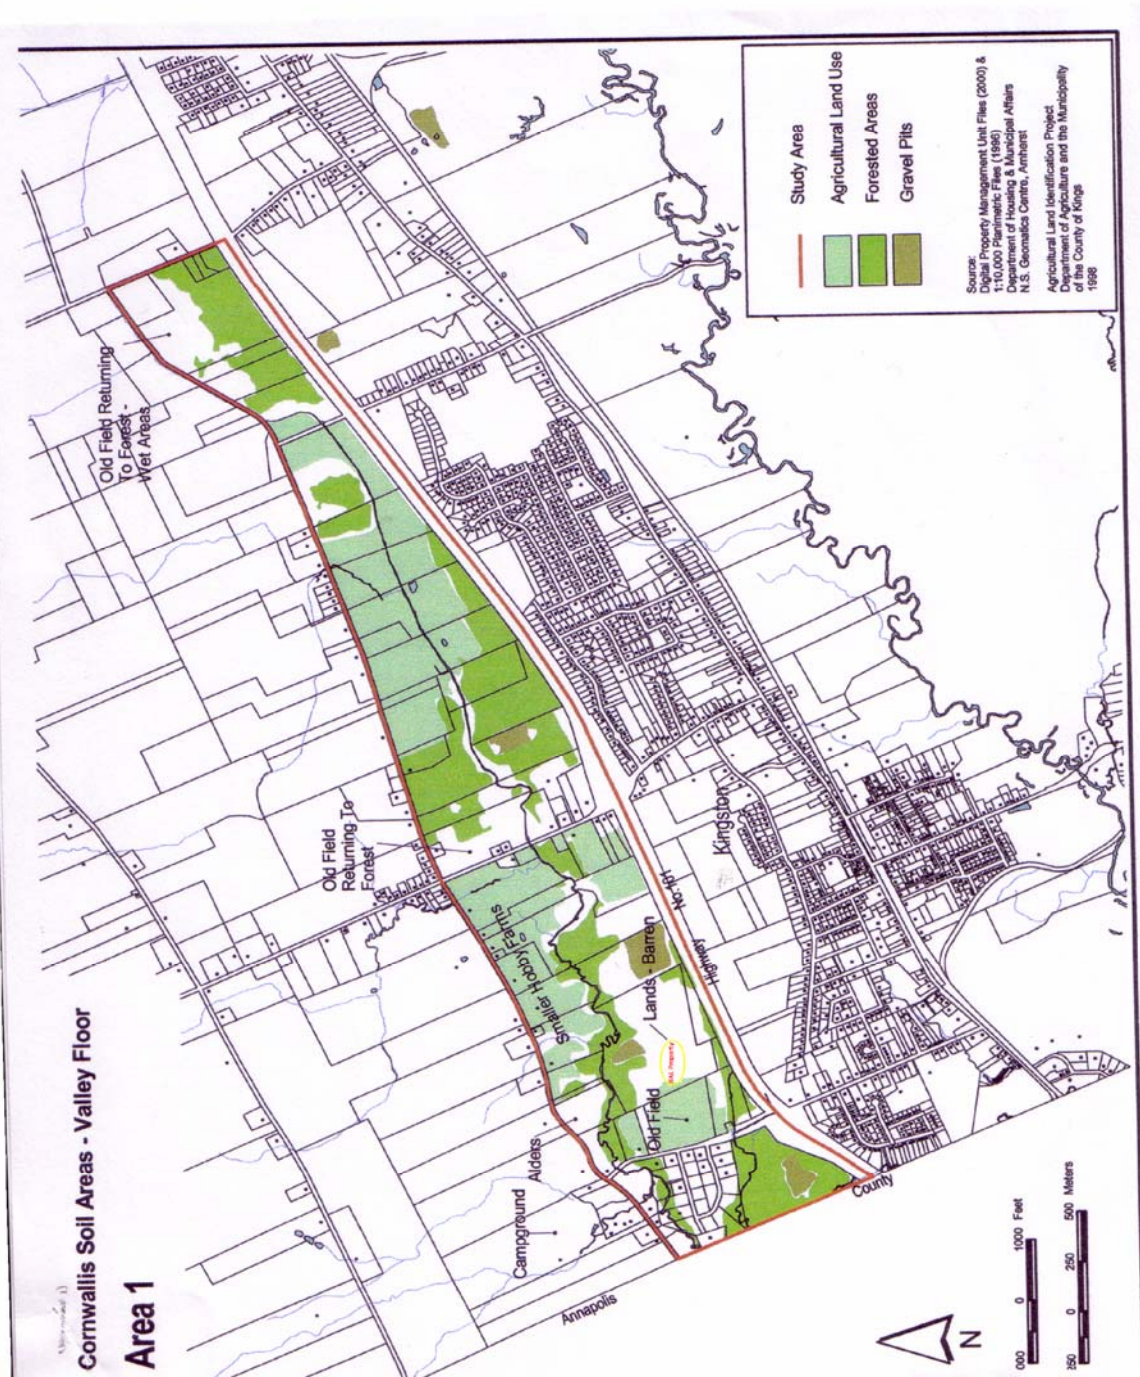 Cornwallis Soil Areas - Valley Floor
Area 1
Old Field Returning
To Forest -
Wet Areas
Old Field
Returning To
Forest
Smaller Hobby Farms
Kingston
Highway No. 101
Lands - Barren
Old Field
Alders
Campground
Annapolis
County
Study Area
Agricultural Land Use
Forested Areas
Gravel Pits
Source:
Digital Property Management Unit Files (2000) &
1:10,000 Planimetric Files (1996)
Department of Housing & Municipal Affairs
N.S. Geomatics Centre, Amherst
Agricultural Land Identification Project
Department of Agriculture and the Municipality
of the County of Kings
1998
N
000 0 1000 Feet
250 0 250 500 Meters